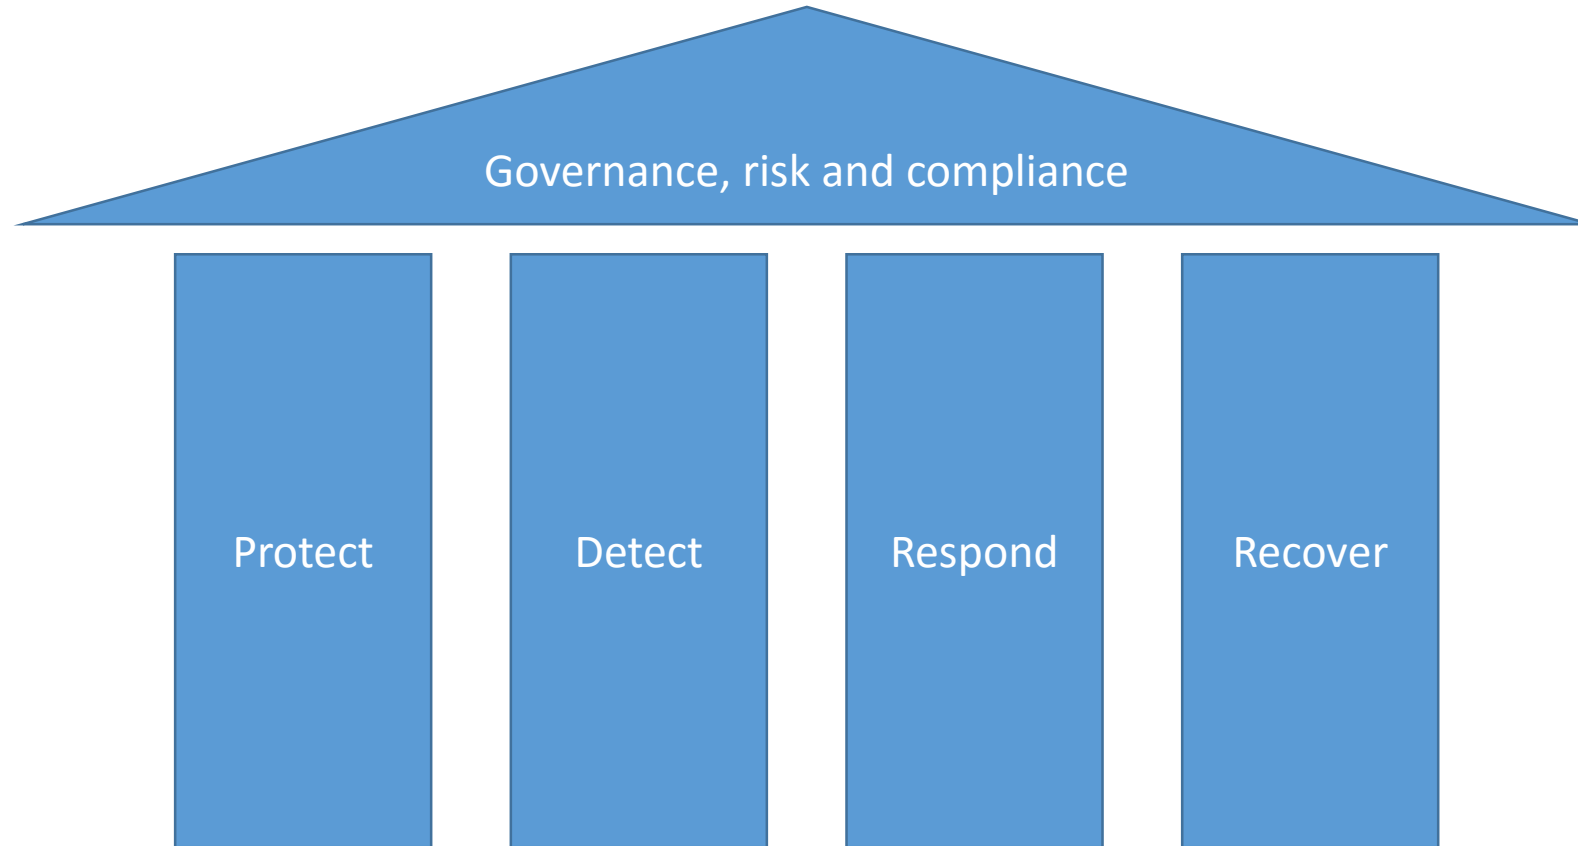 Governance, risk and compliance
Protect
Detect
Respond
Recover